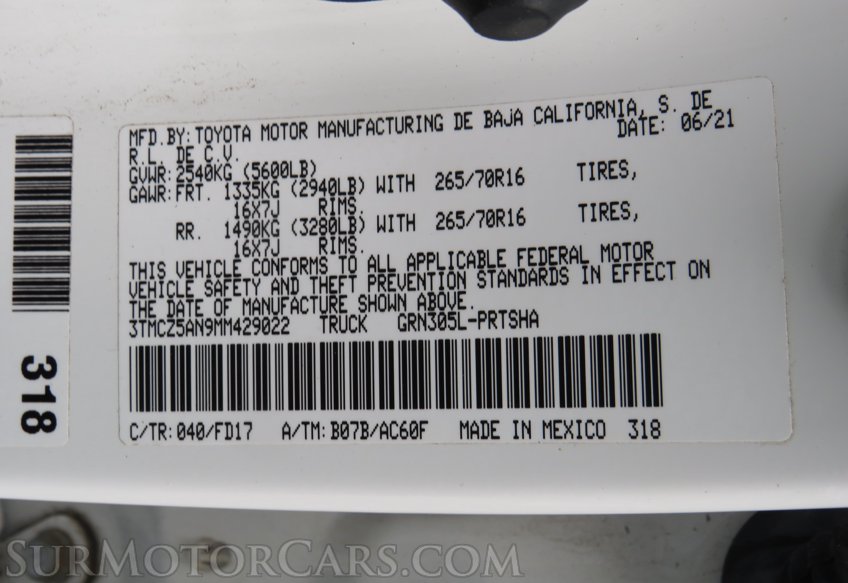 MFD.BY: TOYOTA MOTOR MANUFACTURING DE BAJA CALIFORNIA, S. DE
R.L. DE C.V. DATE: 06/21
GVWR: 2540KG (5600LB)
GAWR: FRT. 1335KG (2940LB) WITH 265/70R16 TIRES,
16X7J RIMS.
RR. 1490KG (3280LB) WITH 265/70R16 TIRES,
16X7J RIMS.
THIS VEHICLE CONFORMS TO ALL APPLICABLE FEDERAL MOTOR
VEHICLE SAFETY AND THEFT PREVENTION STANDARDS IN EFFECT ON
THE DATE OF MANUFACTURE SHOWN ABOVE.
3TMCZ5AN9MM429022 TRUCK GRN305L-PRTSHA
C/TR: 040/FD17 A/TM: B07B/AC60F MADE IN MEXICO 318
318
SURMOTORCARS.COM